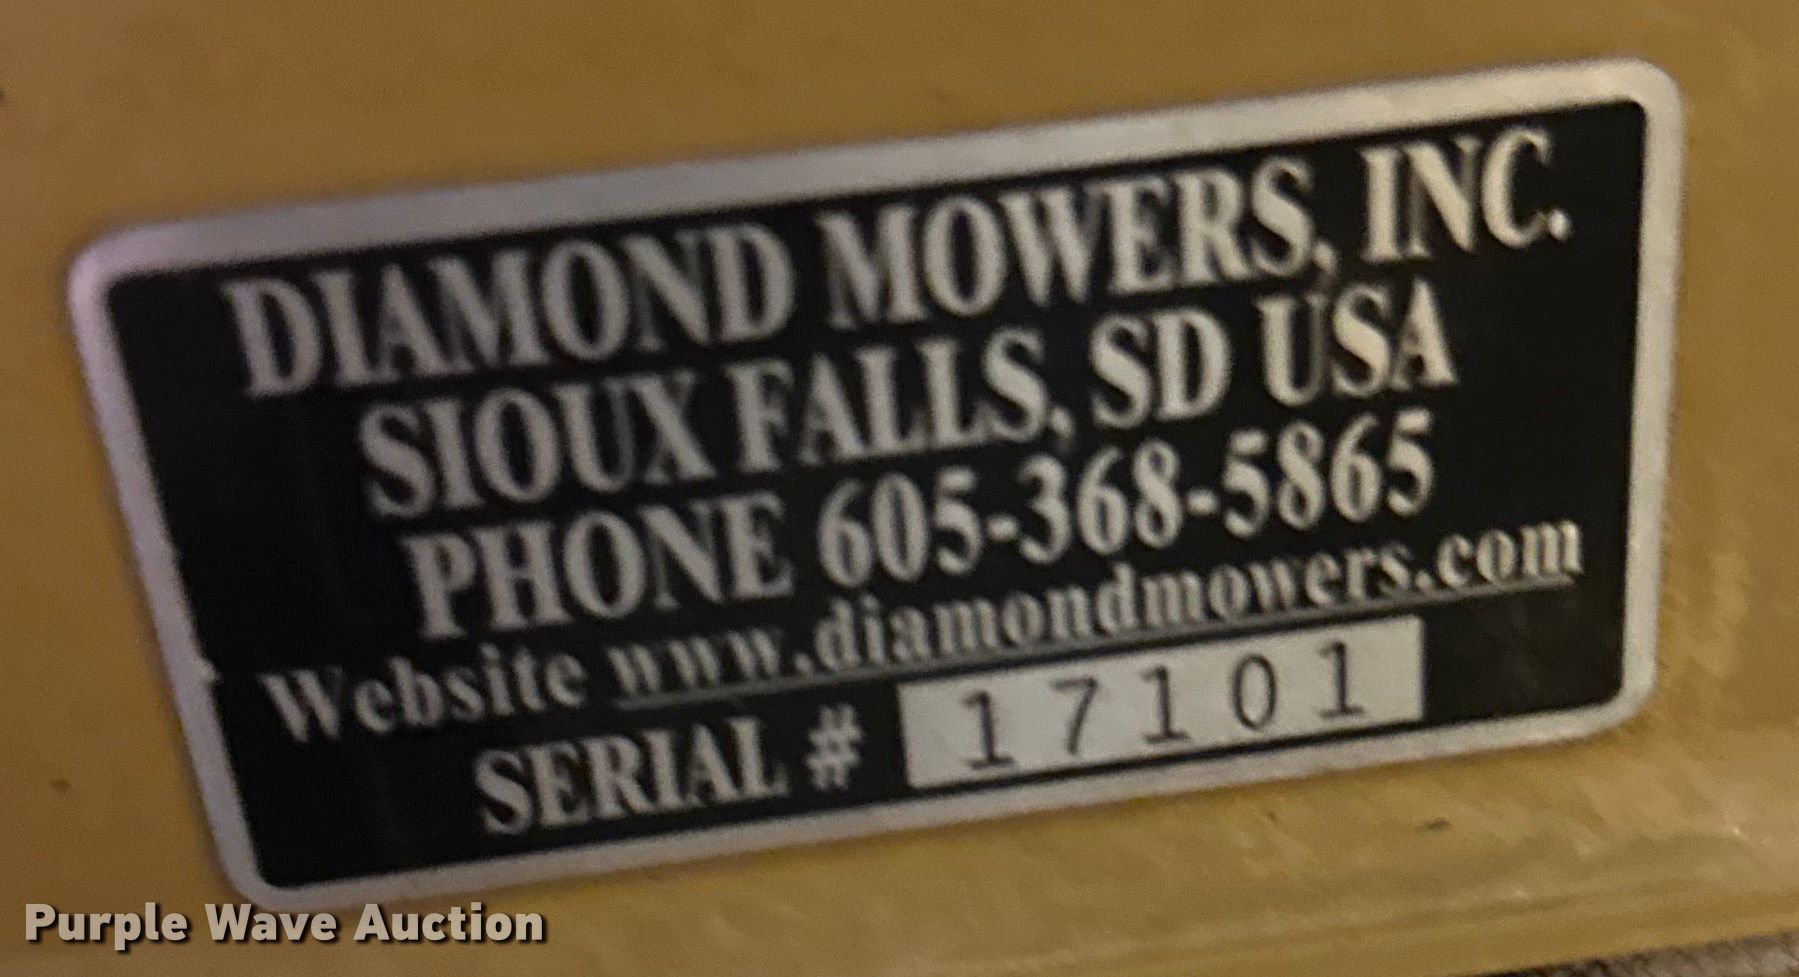 DIAMOND MOWERS, INC.
SIOUX FALLS, SD USA
PHONE 605-368-5865
Website www.diamondmowers.com
SERIAL # 17101
Purple Wave Auction